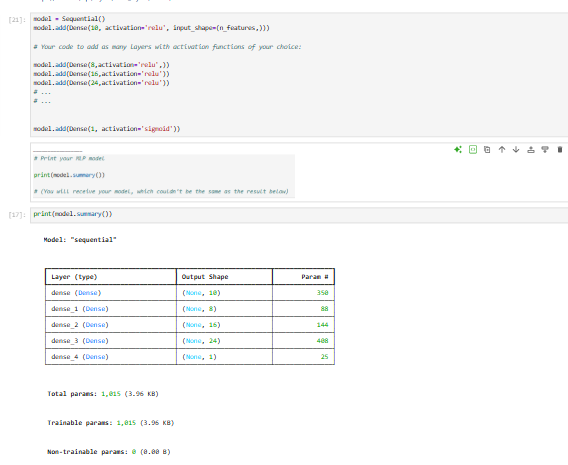 [21]:
model = Sequential()
model.add(Dense(10, activation='relu', input_shape=(n_features,)))
# Your code to add as many layers with activation functions of your choice:
model.add(Dense(8,activation='relu',))
model.add(Dense(16,activation='relu'))
model.add(Dense(24,activation='relu'))
# ...
# ...
model.add(Dense(1, activation='sigmoid'))
# Print your MLP model
print(model.summary())
# (You will receive your model, which couldn't be the same as the result below)
[17]:
print(model.summary())
Model: "sequential"
Layer (type) Output Shape Param #
dense (Dense) (None, 10) 350
dense_1 (Dense) (None, 8) 88
dense_2 (Dense) (None, 16) 144
dense_3 (Dense) (None, 24) 408
dense_4 (Dense) (None, 1) 25
Total params: 1,015 (3.96 KB)
Trainable params: 1,015 (3.96 KB)
Non-trainable params: 0 (0.00 B)